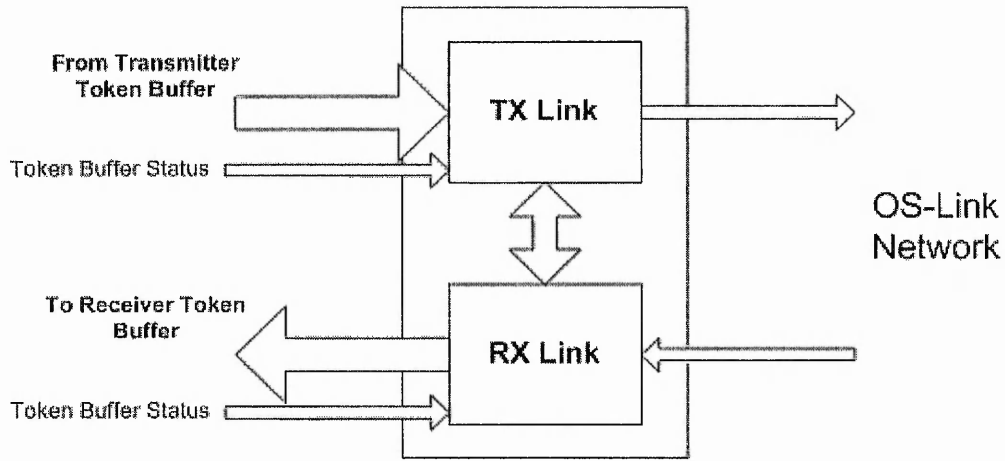 From Transmitter
Token Buffer
TX Link
Token Buffer Status
OS-Link
Network
To Receiver Token
Buffer
RX Link
Token Buffer Status